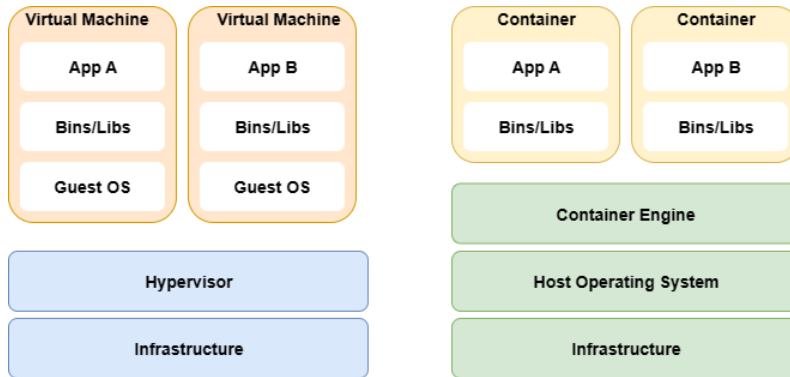 Virtual Machine
App A
Bins/Libs
Guest OS
Virtual Machine
App B
Bins/Libs
Guest OS
Hypervisor
Infrastructure
Container
App A
Bins/Libs
Container
App B
Bins/Libs
Container Engine
Host Operating System
Infrastructure